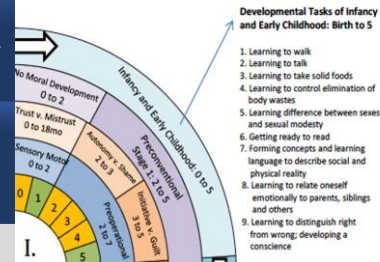 Developmental Tasks of Infancy
and Early Childhood: Birth to 5
1. Learning to walk
2. Learning to talk
3. Learning to take solid foods
4. Learning to control elimination of
body wastes
5. Learning difference between sexes
and sexual modesty
6. Getting ready to read
7. Forming concepts and learning
language to describe social and
physical reality
8. Learning to relate oneself
emotionally to parents, siblings
and others
9. Learning to distinguish right
from wrong; developing a
conscience
Infancy and Early Childhood: 0 to 5
No Moral Development
0 to 2
Preconventional
Stage 1: 2 to 5
Trust v. Mistrust
0 to 18mo
Autonomy v. Shame
2 to 3
Initiative v. Guilt
3 to 5
Sensory Motor
0 to 2
Preoperational
2 to 7
0
1
2
3
4
5
I.